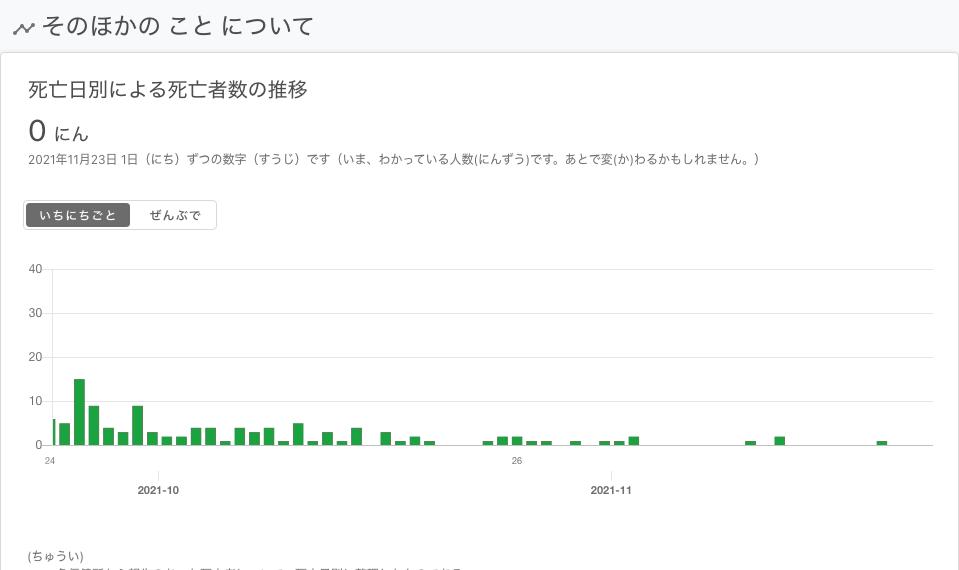 そのほかの こと について
死亡日別による死亡者数の推移
0 にん
2021年11月23日 1日（にち）ずつの数字（すうじ）です（いま、わかっている人数(にんずう)です。あとで変(か)わるかもしれません。）
いちにちごと ぜんぶで
40
30
20
10
0
24 26
2021-10 2021-11
(ちゅうい)